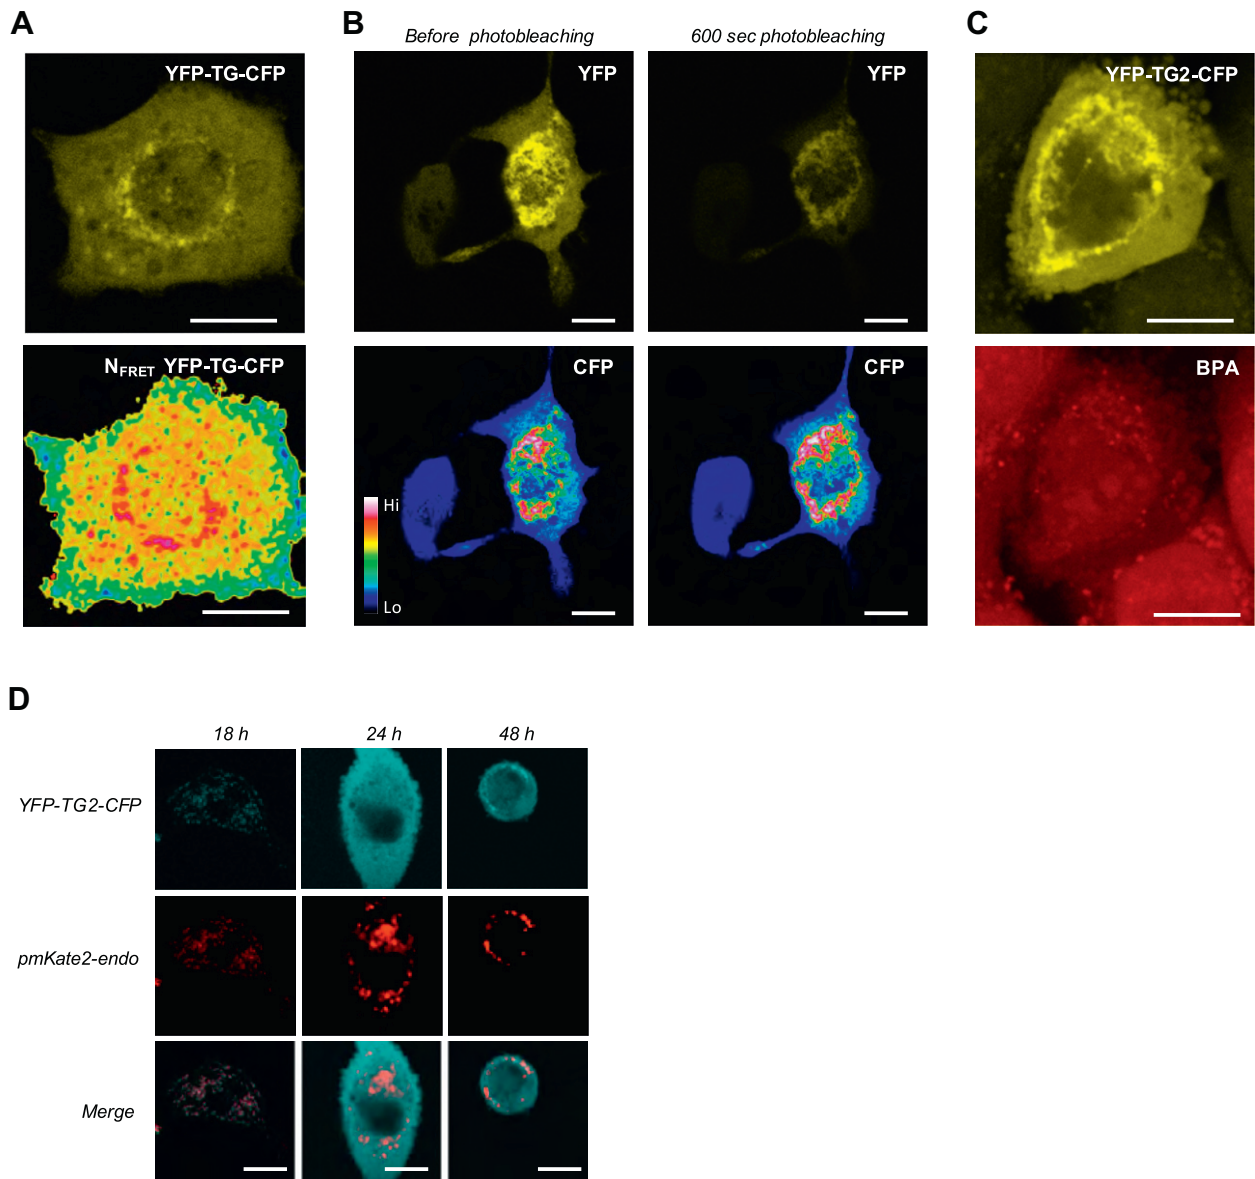 A
B
C
Before photobleaching
600 sec photobleaching
YFP-TG-CFP
YFP
YFP
YFP-TG2-CFP
NFRET YFP-TG-CFP
CFP
CFP
BPA
Hi
Lo
D
18 h
24 h
48 h
YFP-TG2-CFP
pmKate2-endo
Merge